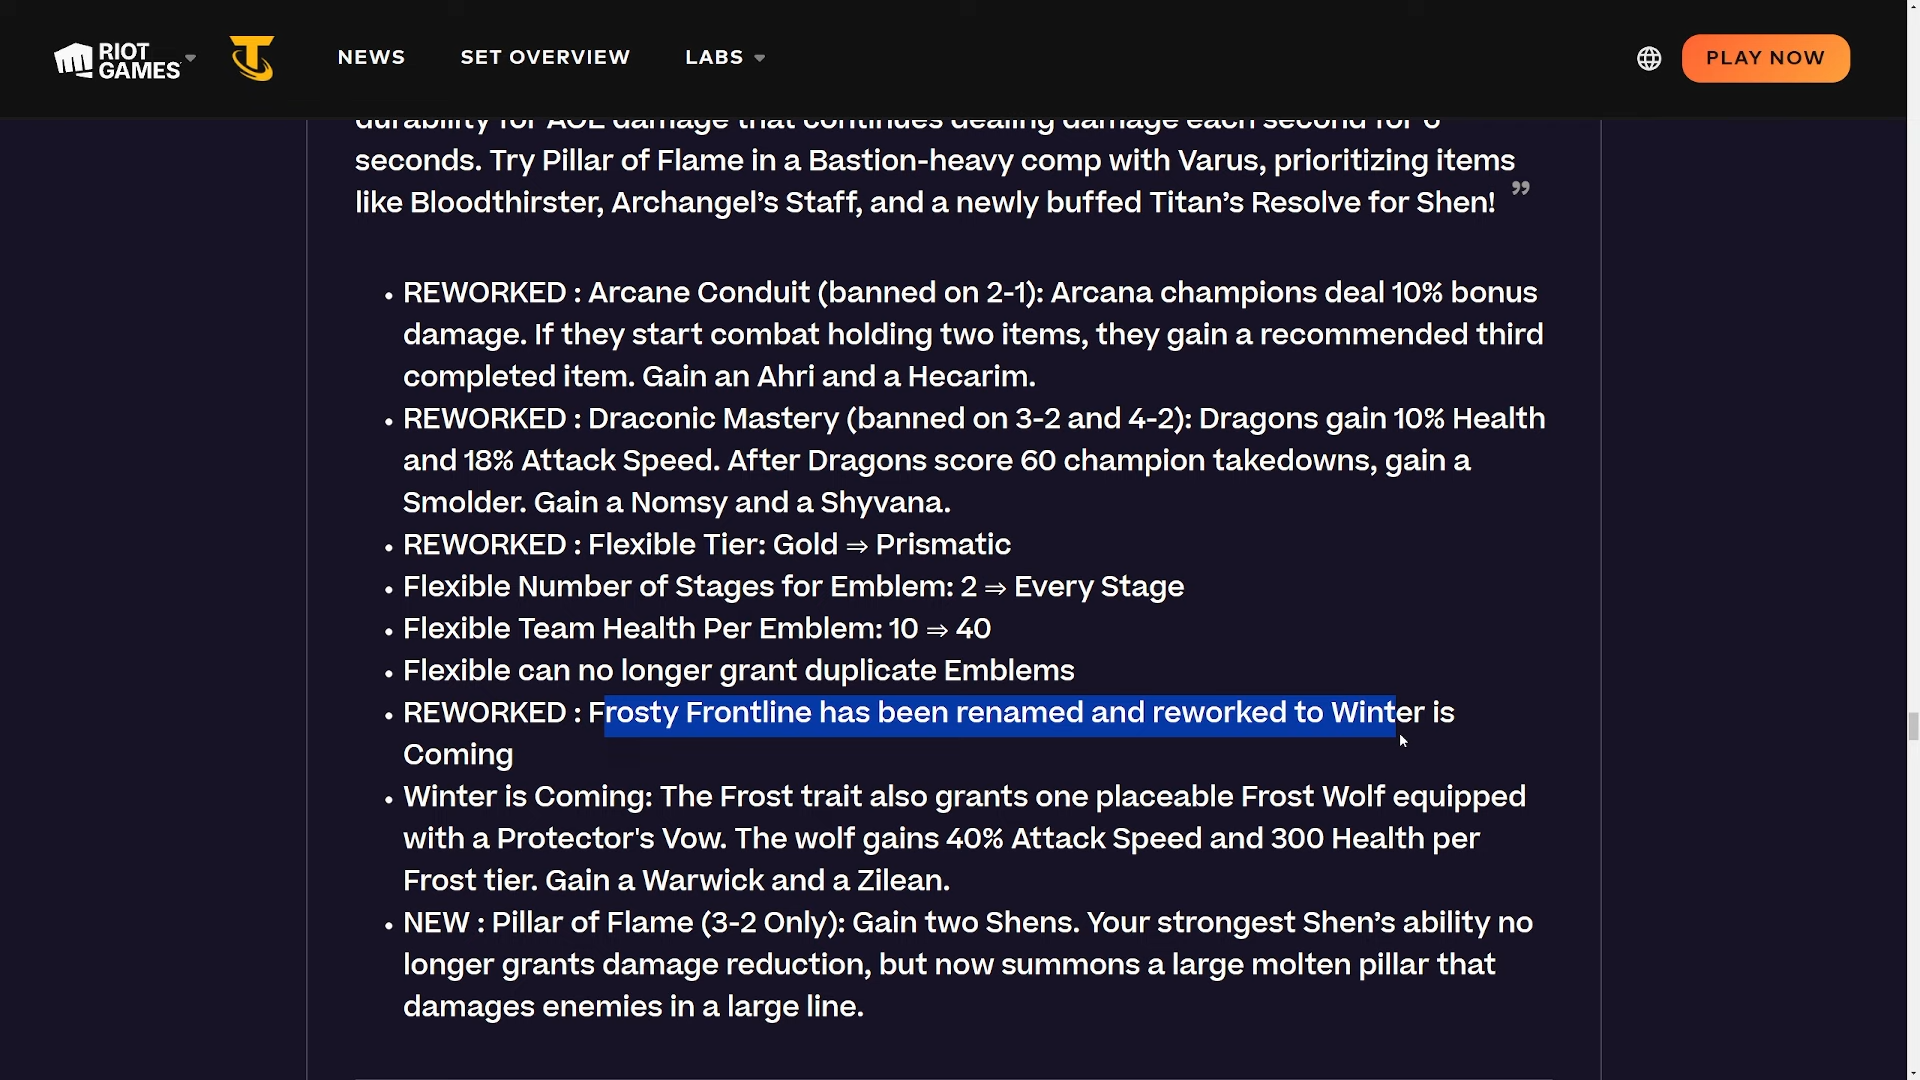 RIOT
GAMES
NEWS
SET OVERVIEW
LABS
PLAY NOW
durability for AOE damage that continues dealing damage each second for 6
seconds. Try Pillar of Flame in a Bastion-heavy comp with Varus, prioritizing items
like Bloodthirster, Archangel’s Staff, and a newly buffed Titan’s Resolve for Shen! ”
• REWORKED : Arcane Conduit (banned on 2-1): Arcana champions deal 10% bonus
damage. If they start combat holding two items, they gain a recommended third
completed item. Gain an Ahri and a Hecarim.
• REWORKED : Draconic Mastery (banned on 3-2 and 4-2): Dragons gain 10% Health
and 18% Attack Speed. After Dragons score 60 champion takedowns, gain a
Smolder. Gain a Nomsy and a Shyvana.
• REWORKED : Flexible Tier: Gold ⇒ Prismatic
• Flexible Number of Stages for Emblem: 2 ⇒ Every Stage
• Flexible Team Health Per Emblem: 10 ⇒ 40
• Flexible can no longer grant duplicate Emblems
• REWORKED : Frosty Frontline has been renamed and reworked to Winter is
Coming
• Winter is Coming: The Frost trait also grants one placeable Frost Wolf equipped
with a Protector's Vow. The wolf gains 40% Attack Speed and 300 Health per
Frost tier. Gain a Warwick and a Zilean.
• NEW : Pillar of Flame (3-2 Only): Gain two Shens. Your strongest Shen’s ability no
longer grants damage reduction, but now summons a large molten pillar that
damages enemies in a large line.